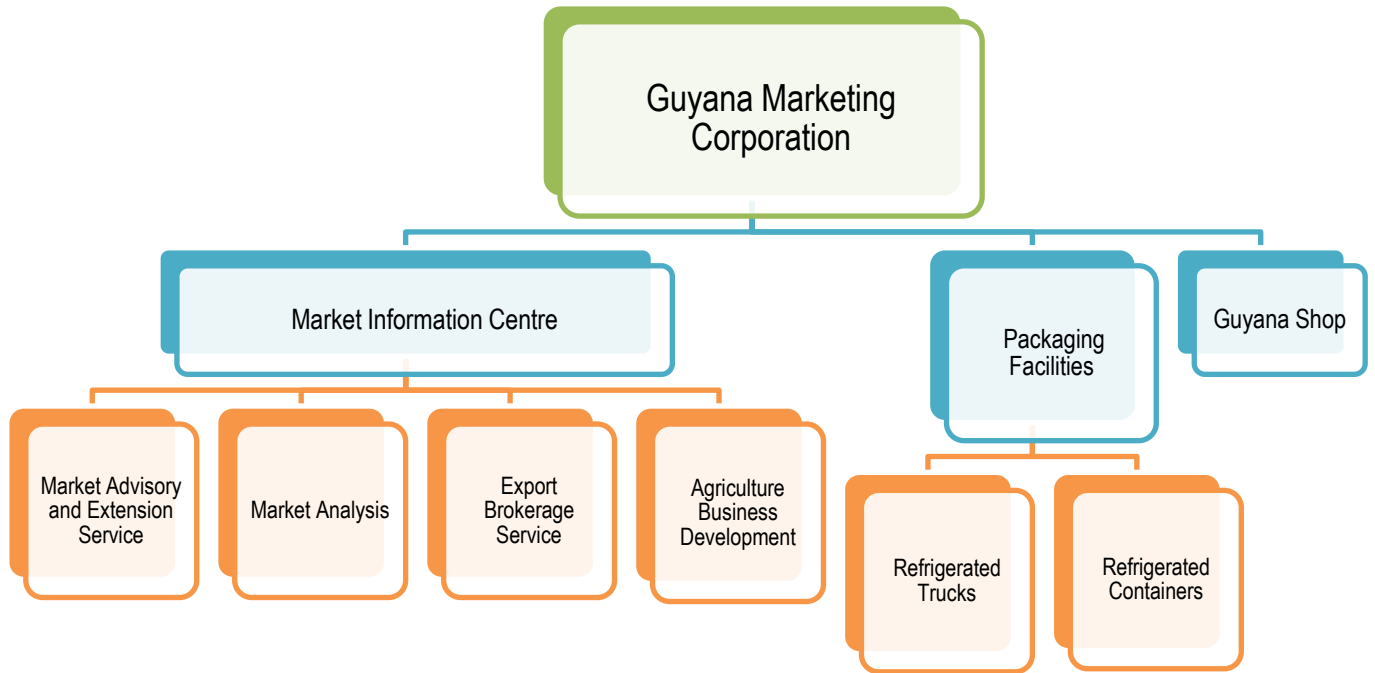 Guyana Marketing
Corporation
Market Information Centre
Packaging
Facilities
Guyana Shop
Market Advisory
and Extension
Service
Market Analysis
Export
Brokerage
Service
Agriculture
Business
Development
Refrigerated
Trucks
Refrigerated
Containers